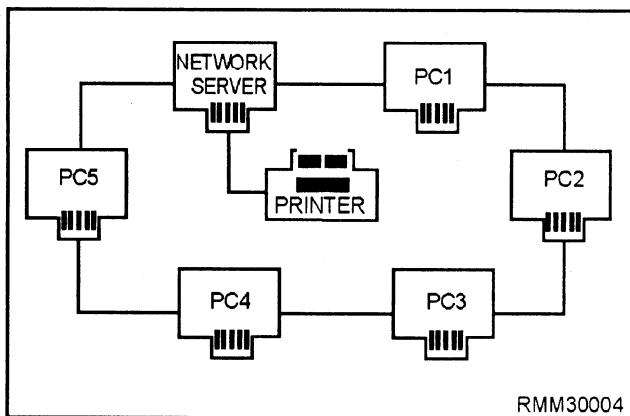 NETWORK
SERVER
PC1
PC5
PRINTER
PC2
PC4
PC3
RMM30004